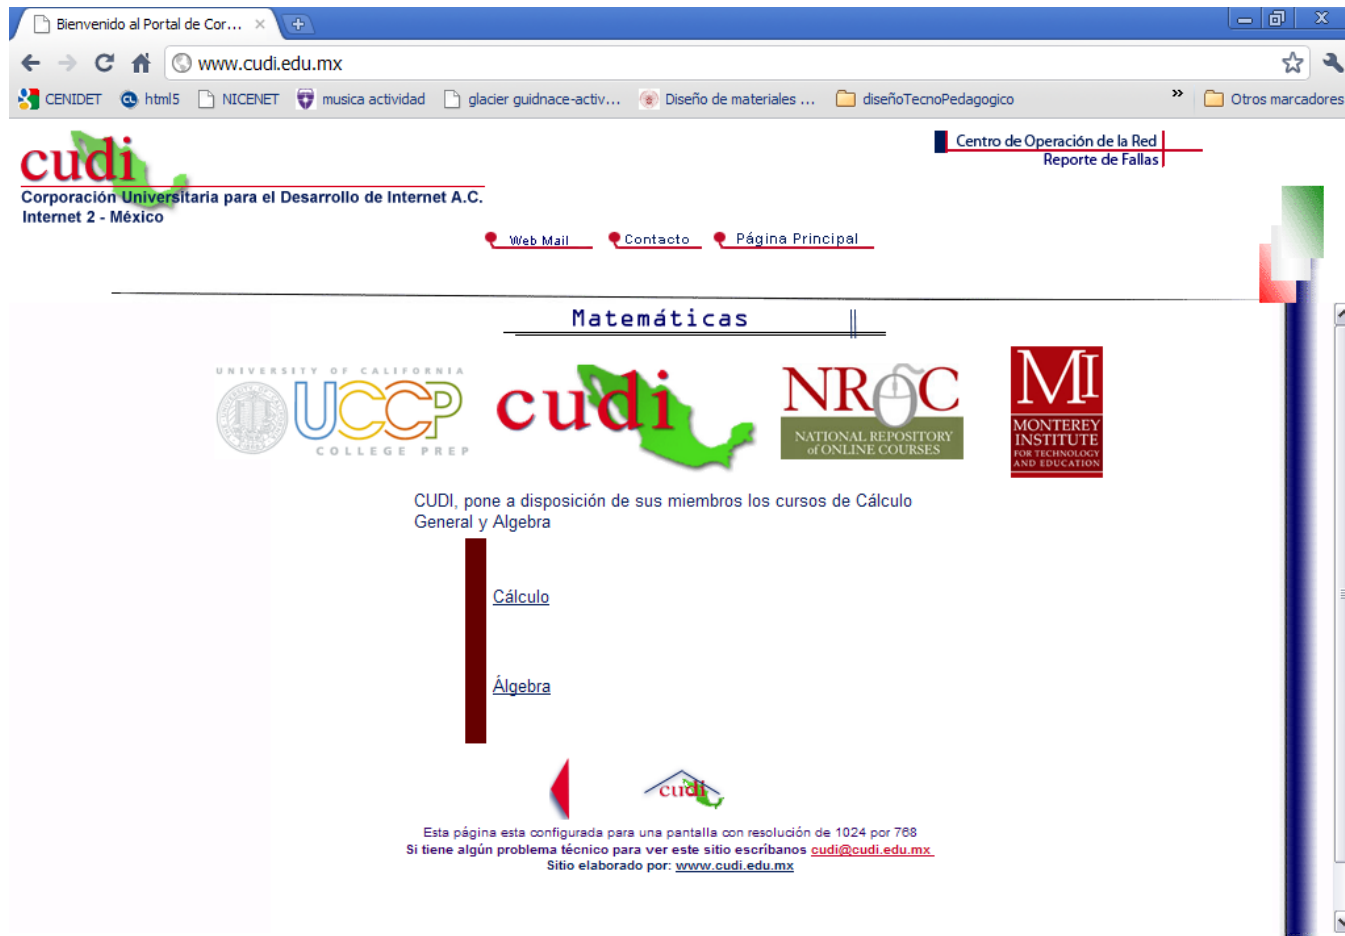 Bienvenido al Portal de Cor...
www.cudi.edu.mx
CENIDET html5 NICENET musica actividad glacier guidnace-activ... Diseño de materiales ... diseñoTecnoPedagogico » Otros marcadores
cudi
Centro de Operación de la Red
Reporte de Fallas
Corporación Universitaria para el Desarrollo de Internet A.C.
Internet 2 - México
Web Mail Contacto Página Principal
Matemáticas
UNIVERSITY OF CALIFORNIA
UCCP
COLLEGE PREP
cudi
NROC
NATIONAL REPOSITORY
of ONLINE COURSES
MI
MONTEREY
INSTITUTE
FOR TECHNOLOGY
AND EDUCATION
CUDI, pone a disposición de sus miembros los cursos de Cálculo
General y Algebra
Cálculo
Álgebra
cudi
Esta página esta configurada para una pantalla con resolución de 1024 por 768
Si tiene algún problema técnico para ver este sitio escríbanos cudi@cudi.edu.mx
Sitio elaborado por: www.cudi.edu.mx